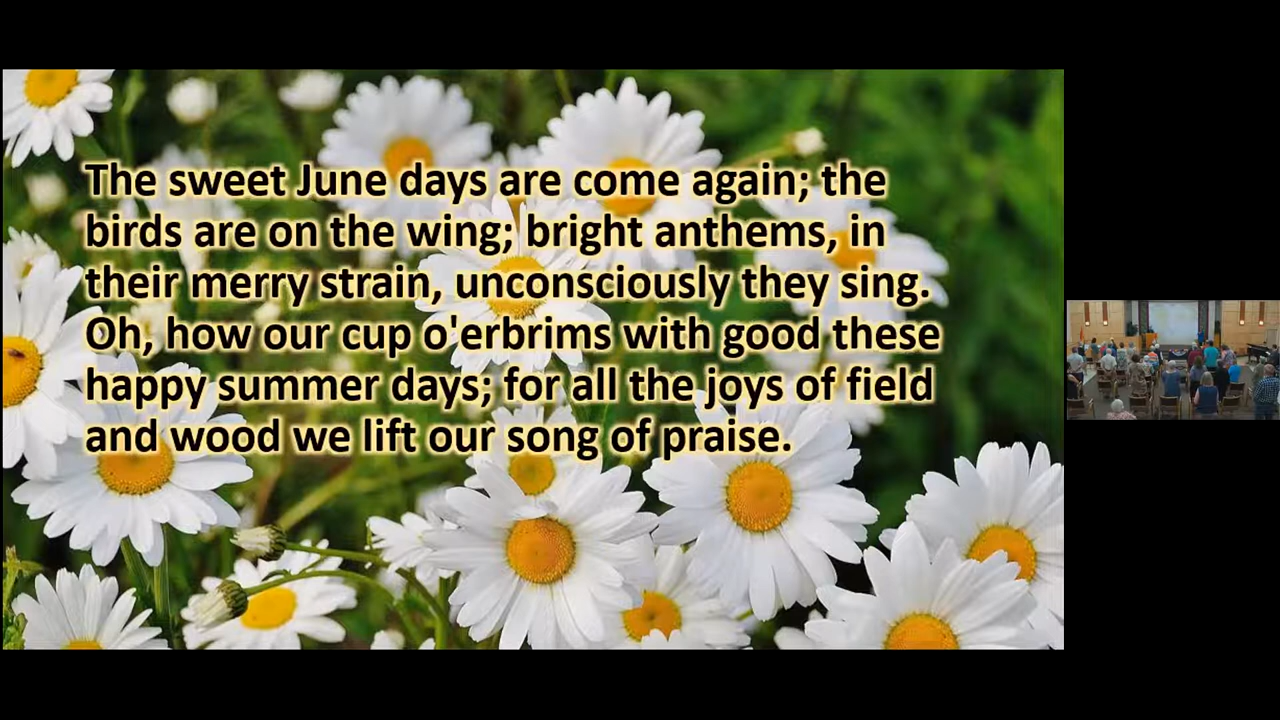 The sweet June days are come again; the
birds are on the wing; bright anthems, in
their merry strain, unconsciously they sing.
Oh, how our cup o'erbrims with good these
happy summer days; for all the joys of field
and wood we lift our song of praise.